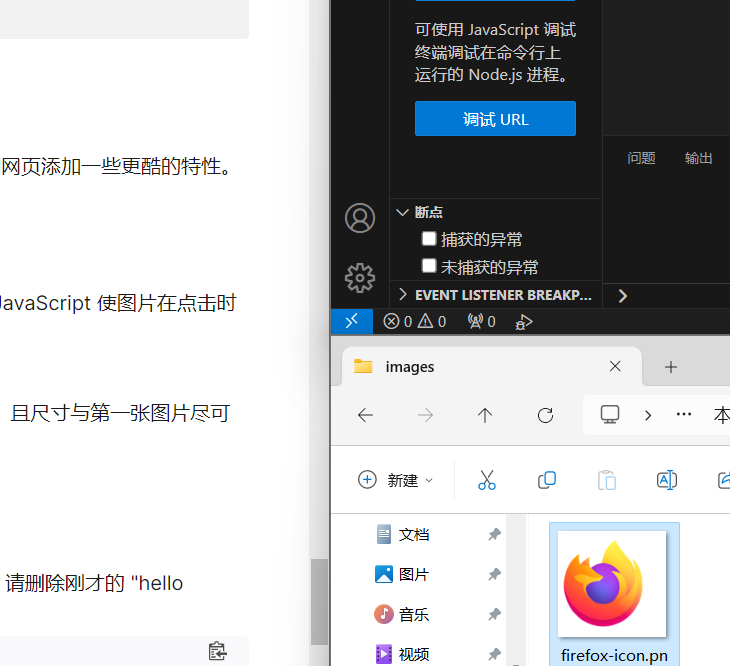 网页添加一些更酷的特性。
JavaScript 使图片在点击时
且尺寸与第一张图片尽可
请删除刚才的 "hello
可使用 JavaScript 调试
终端调试在命令行上
运行的 Node.js 进程。
调试 URL
问题 输出
断点
捕获的异常
未捕获的异常
EVENT LISTENER BREAKP...
0 0 0
images
本
新建
文档
图片
音乐
视频
firefox-icon.pn